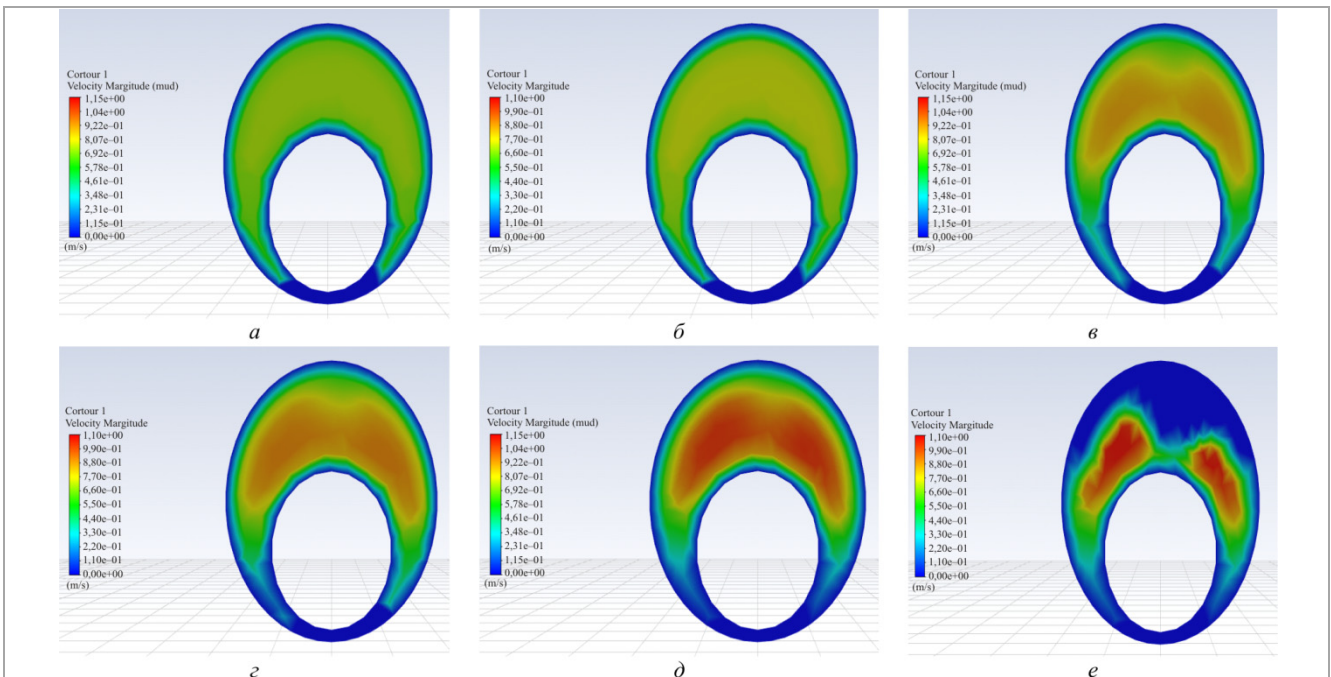 Cortour 1
Velocity Margitude (mud)
1,15e+00
1,04e+00
9,22e–01
8,07e–01
6,92e–01
5,78e–01
4,61e–01
3,48e–01
2,31e–01
1,15e–01
0,00e+00
(m/s)
а
Cortour 1
Velocity Margitude
1,10e+00
9,90e–01
8,80e–01
7,70e–01
6,60e–01
5,50e–01
4,40e–01
3,30e–01
2,20e–01
1,10e–01
0,00e+00
(m/s)
б
Cortour 1
Velocity Margitude (mud)
1,15e+00
1,04e+00
9,22e–01
8,07e–01
6,92e–01
5,78e–01
4,61e–01
3,48e–01
2,31e–01
1,15e–01
0,00e+00
(m/s)
в
Cortour 1
Velocity Margitude
1,10e+00
9,90e–01
8,80e–01
7,70e–01
6,60e–01
5,50e–01
4,40e–01
3,30e–01
2,20e–01
1,10e–01
0,00e+00
(m/s)
г
Cortour 1
Velocity Margitude (mud)
1,15e+00
1,04e+00
9,22e–01
8,07e–01
6,92e–01
5,78e–01
4,61e–01
3,48e–01
2,31e–01
1,15e–01
0,00e+00
(m/s)
д
Cortour 1
Velocity Margitude
1,10e+00
9,90e–01
8,80e–01
7,70e–01
6,60e–01
5,50e–01
4,40e–01
3,30e–01
2,20e–01
1,10e–01
0,00e+00
(m/s)
е